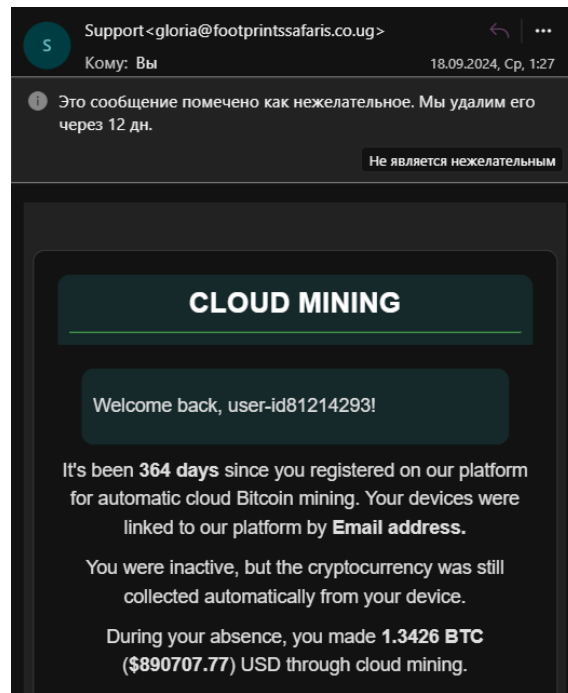 S
Support<gloria@footprintssafaris.co.ug>
Кому: Вы
18.09.2024, Ср, 1:27
Это сообщение помечено как нежелательное. Мы удалим его
через 12 дн.
Не является нежелательным
CLOUD MINING
Welcome back, user-id81214293!
It's been 364 days since you registered on our platform
for automatic cloud Bitcoin mining. Your devices were
linked to our platform by Email address.
You were inactive, but the cryptocurrency was still
collected automatically from your device.
During your absence, you made 1.3426 BTC
($890707.77) USD through cloud mining.